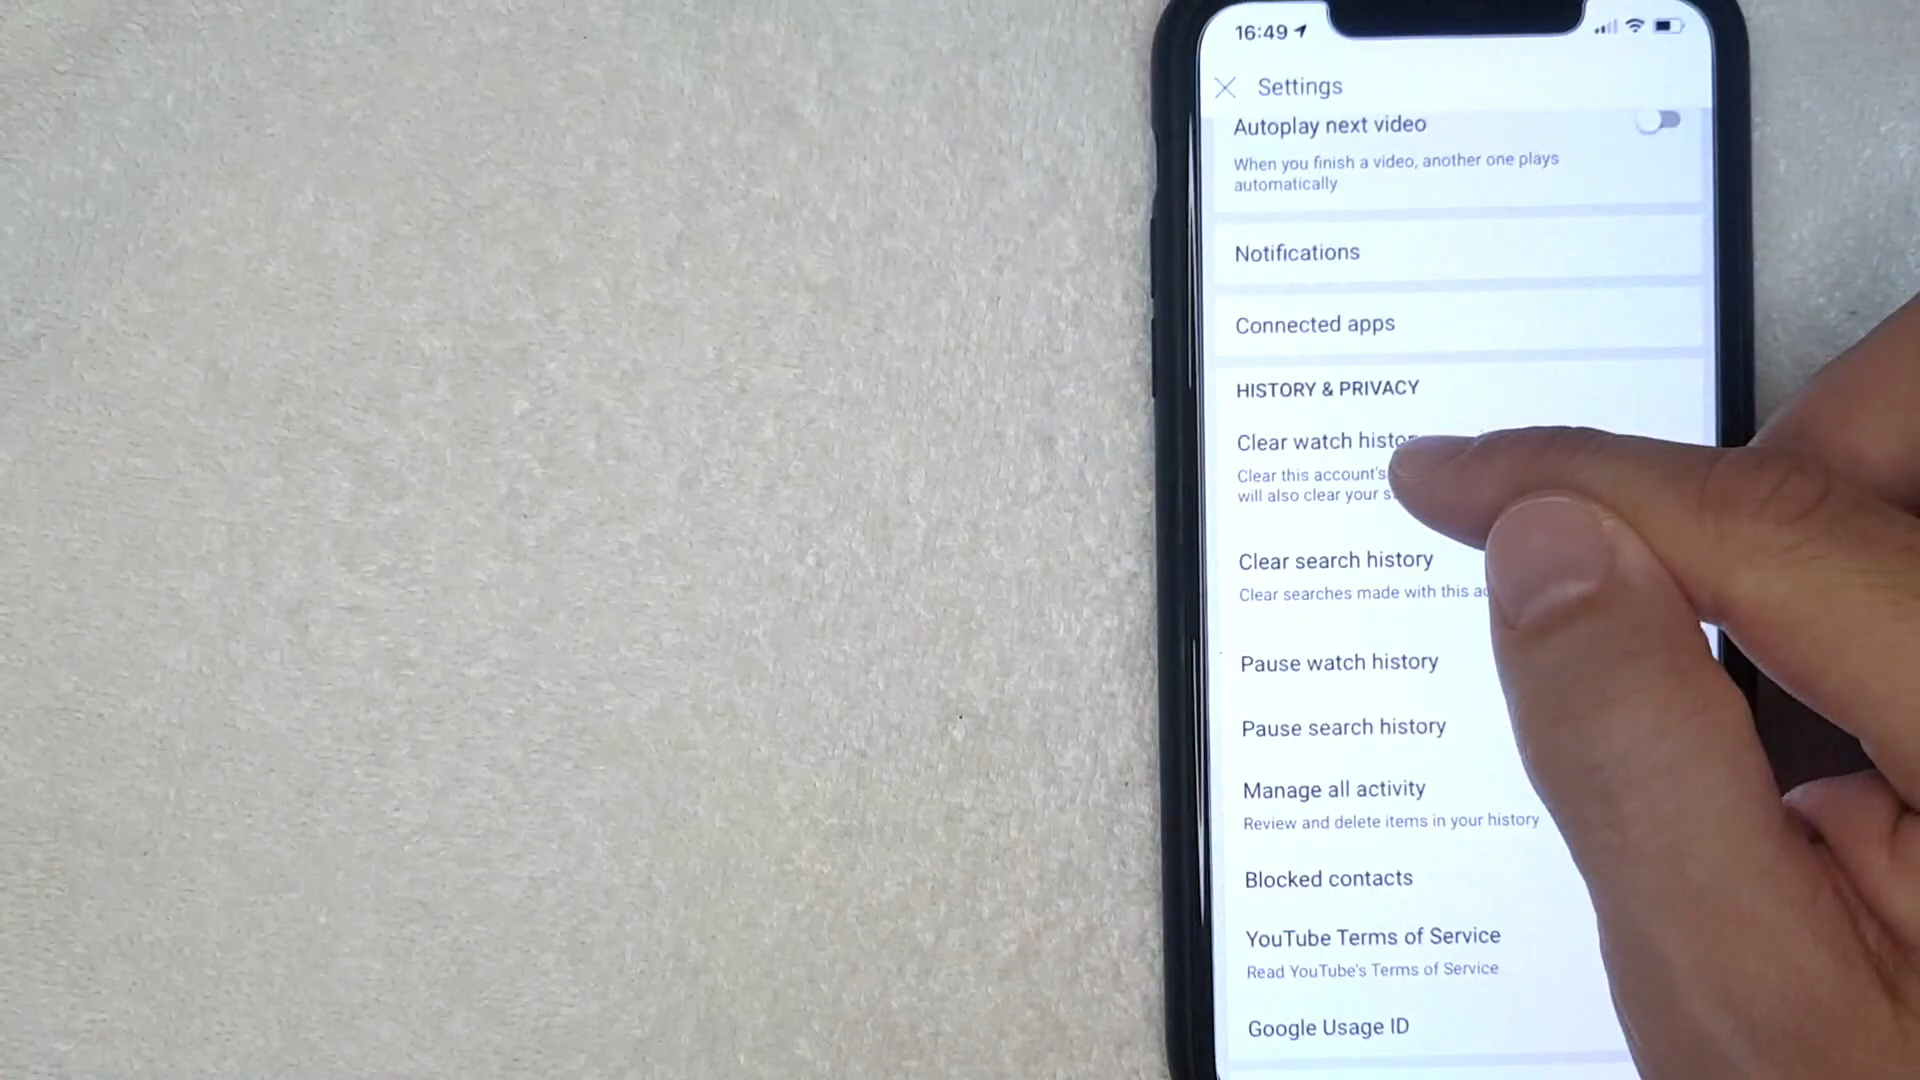 16:49
Settings
Autoplay next video
When you finish a video, another one plays
automatically
Notifications
Connected apps
HISTORY & PRIVACY
Clear watch
Clear this account's
will also clear your
Clear search history
Clear searches made with this
Pause watch history
Pause search history
Manage all activity
Review and delete items in your history
Blocked contacts
YouTube Terms of Service
Read YouTube's Terms of Service
Google Usage ID